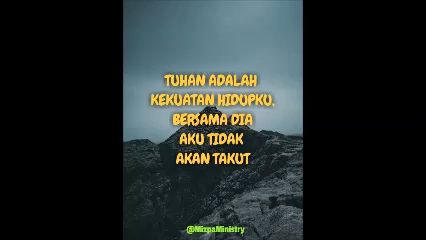 TUHAN ADALAH
KEKUATAN HIDUPKU,
BERSAMA DIA
AKU TIDAK
AKAN TAKUT
@MizpaMinistry